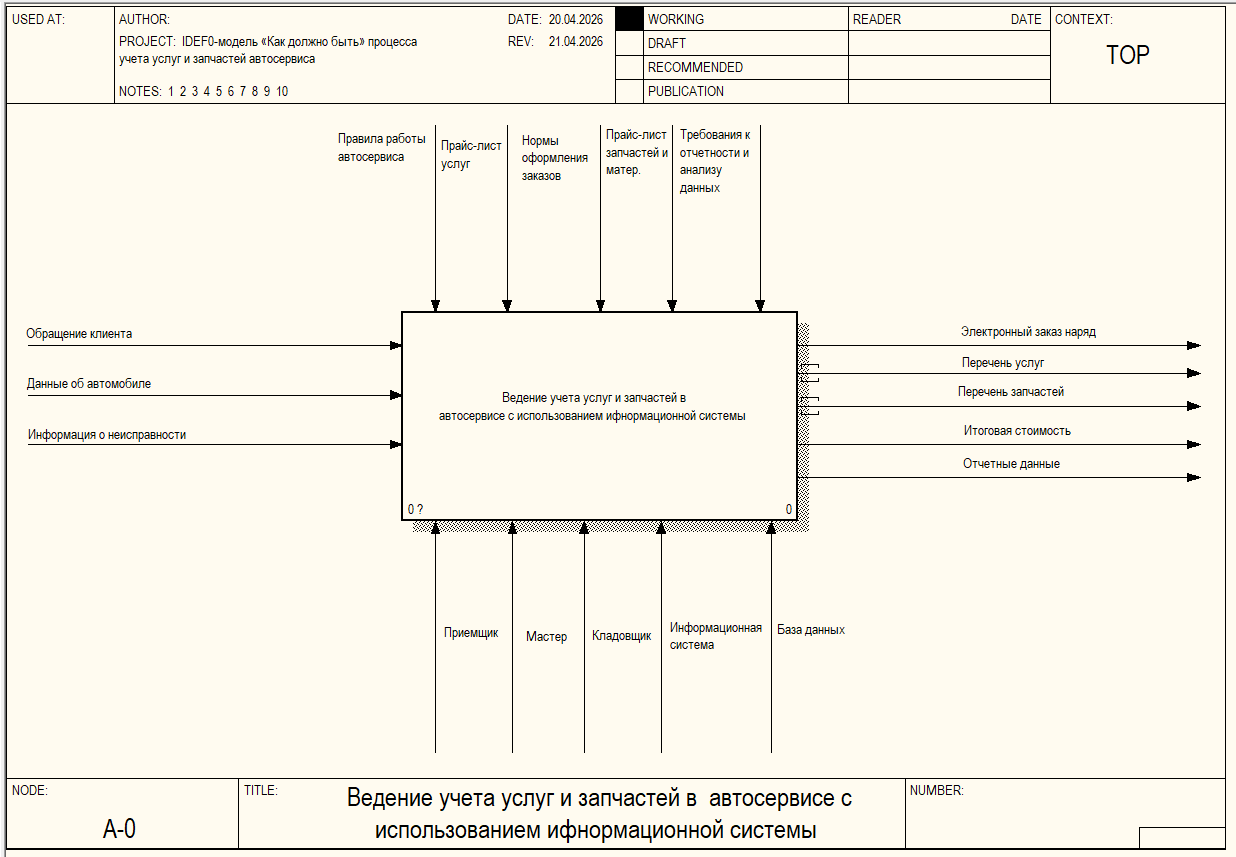 USED AT:
AUTHOR:
DATE: 20.04.2026
PROJECT: IDEF0-модель «Как должно быть» процесса
учета услуг и запчастей автосервиса
REV: 21.04.2026
NOTES: 1 2 3 4 5 6 7 8 9 10
WORKING
DRAFT
RECOMMENDED
PUBLICATION
READER
DATE
CONTEXT:
TOP
Правила работы
автосервиса
Прайс-лист
услуг
Нормы
оформления
заказов
Прайс-лист
запчастей и
матер.
Требования к
отчетности и
анализу
данных
Обращение клиента
Данные об автомобиле
Информация о неисправности
Ведение учета услуг и запчастей в
автосервисе с использованием ифнормационной системы
0 ?
0
Электронный заказ наряд
Перечень услуг
Перечень запчастей
Итоговая стоимость
Отчетные данные
Приемщик
Мастер
Кладовщик
Информационная
система
База данных
NODE:
A-0
TITLE:
Ведение учета услуг и запчастей в автосервисе с
использованием ифнормационной системы
NUMBER: